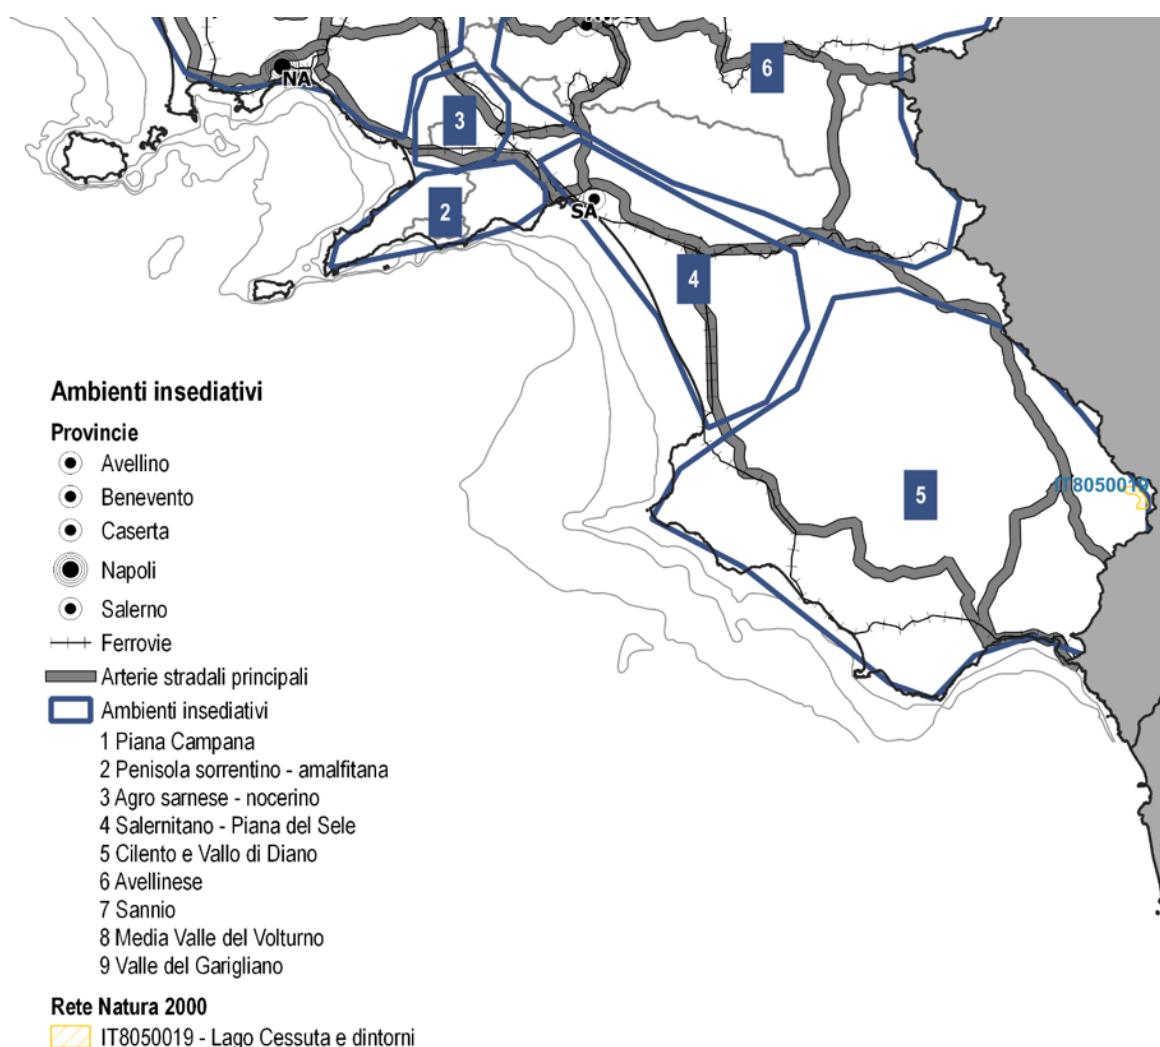 6
NA
3
2
SA
4
5
IT8050019
Ambienti insediativi
Provincie
Avellino
Benevento
Caserta
Napoli
Salerno
Ferrovie
Arterie stradali principali
Ambienti insediativi
1 Piana Campana
2 Penisola sorrentino - amalfitana
3 Agro sarnese - nocerino
4 Salernitano - Piana del Sele
5 Cilento e Vallo di Diano
6 Avellinese
7 Sannio
8 Media Valle del Volturno
9 Valle del Garigliano
Rete Natura 2000
IT8050019 - Lago Cessuta e dintorni